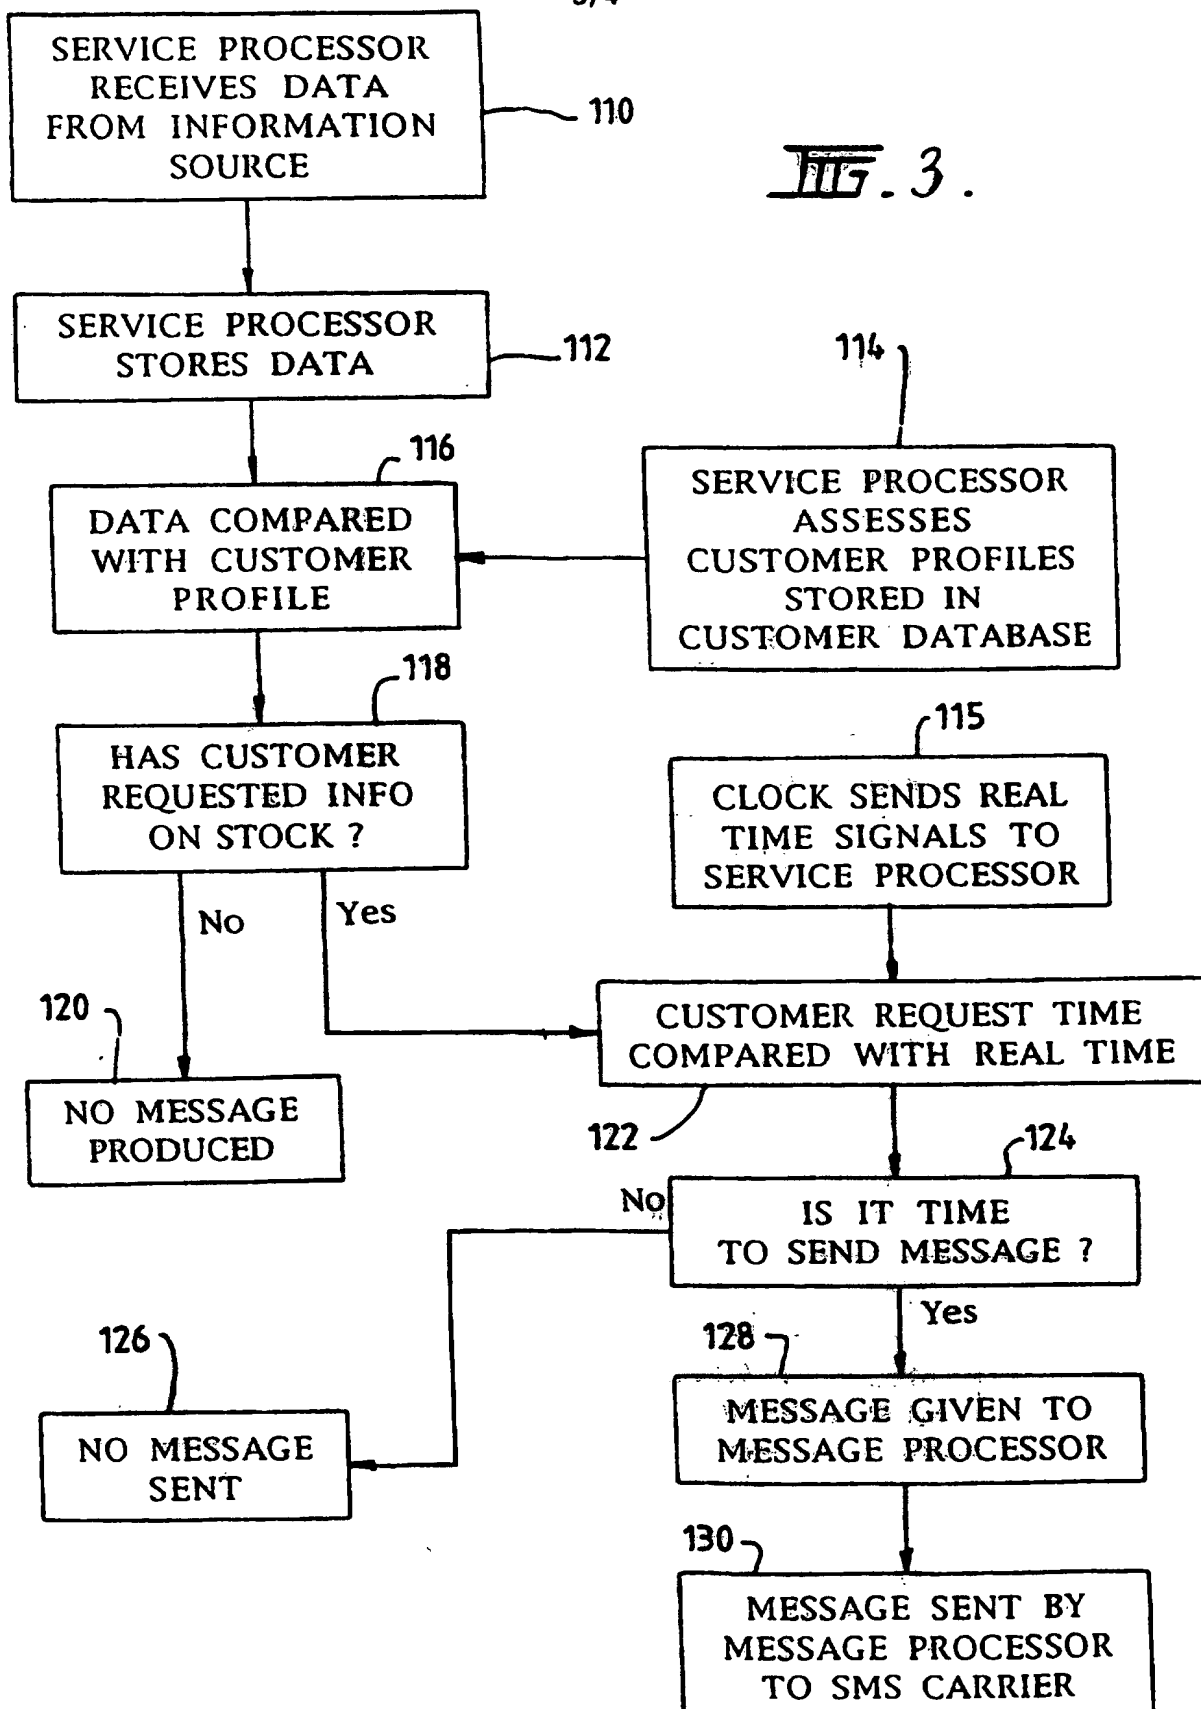 SERVICE PROCESSOR
RECEIVES DATA
FROM INFORMATION
SOURCE
110
FIG. 3.
SERVICE PROCESSOR
STORES DATA
112
114
116
DATA COMPARED
WITH CUSTOMER
PROFILE
SERVICE PROCESSOR
ASSESSES
CUSTOMER PROFILES
STORED IN
CUSTOMER DATABASE
118
HAS CUSTOMER
REQUESTED INFO
ON STOCK ?
115
CLOCK SENDS REAL
TIME SIGNALS TO
SERVICE PROCESSOR
No
Yes
120
NO MESSAGE
PRODUCED
CUSTOMER REQUEST TIME
COMPARED WITH REAL TIME
122
124
No
IS IT TIME
TO SEND MESSAGE ?
Yes
126
NO MESSAGE
SENT
128
MESSAGE GIVEN TO
MESSAGE PROCESSOR
130
MESSAGE SENT BY
MESSAGE PROCESSOR
TO SMS CARRIER